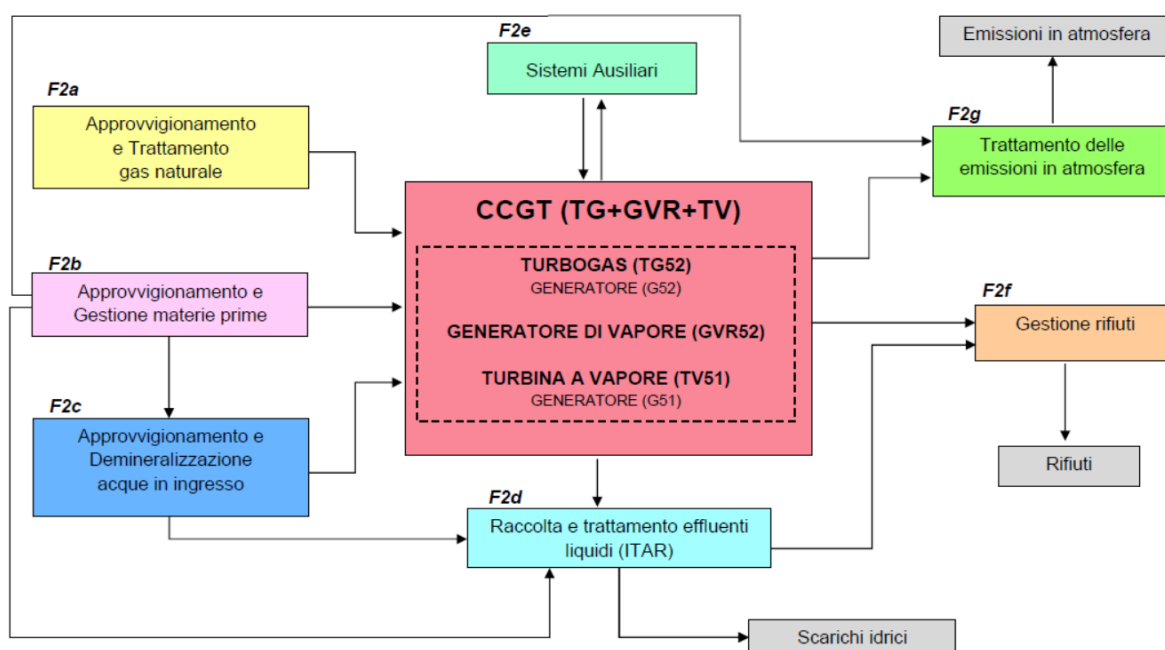 F2e
Sistemi Ausiliari
Emissioni in atmosfera
F2a
Approvvigionamento
e Trattamento
gas naturale
F2g
Trattamento delle
emissioni in atmosfera
CCGT (TG+GVR+TV)
TURBOGAS (TG52)
GENERATORE (G52)
GENERATORE DI VAPORE (GVR52)
TURBINA A VAPORE (TV51)
GENERATORE (G51)
F2b
Approvvigionamento e
Gestione materie prime
F2f
Gestione rifiuti
F2c
Approvvigionamento e
Demineralizzazione
acque in ingresso
Rifiuti
F2d
Raccolta e trattamento effluenti
liquidi (ITAR)
Scarichi idrici